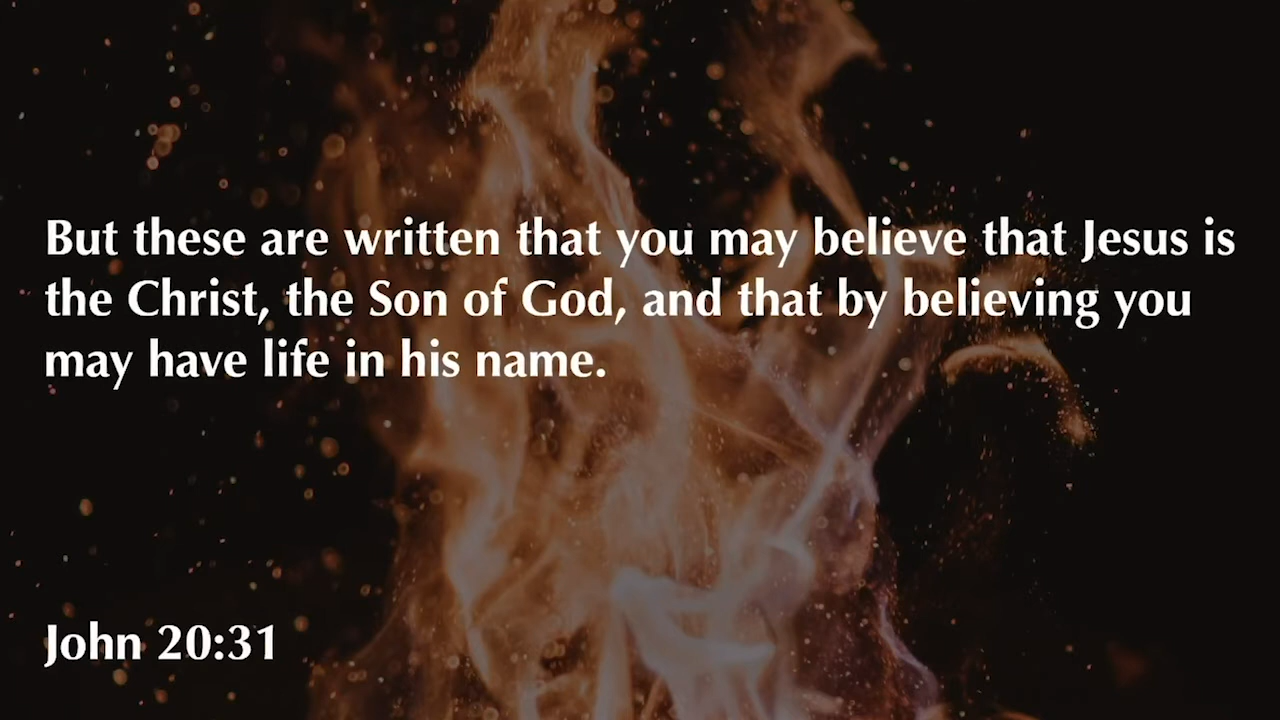 But these are written that you may believe that Jesus is
the Christ, the Son of God, and that by believing you
may have life in his name.
John 20:31